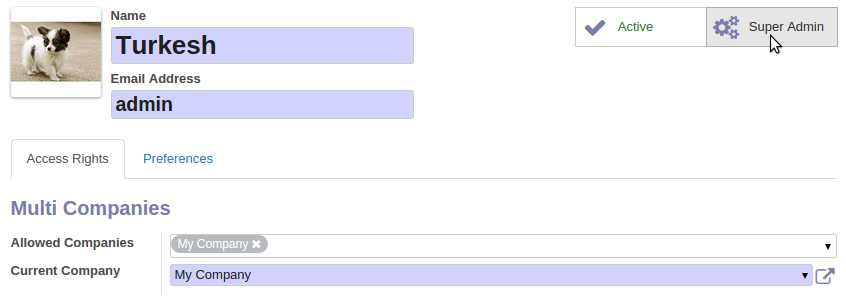 Name
Turkesh
Active
Super Admin
Email Address
admin
Access Rights
Preferences
Multi Companies
Allowed Companies
My Company ✖
Current Company
My Company